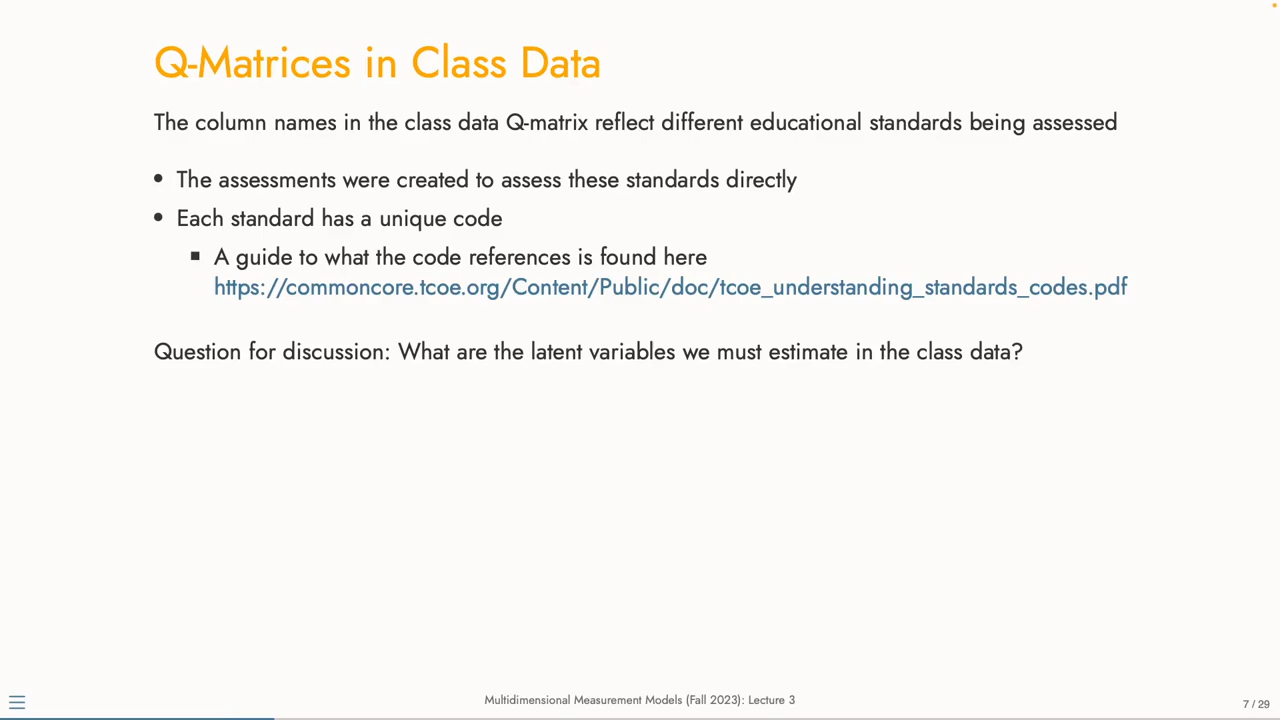 Q-Matrices in Class Data
The column names in the class data Q-matrix reflect different educational standards being assessed
• The assessments were created to assess these standards directly
• Each standard has a unique code
▪ A guide to what the code references is found here
https://commoncore.tcoe.org/Content/Public/doc/tcoe_understanding_standards_codes.pdf
Question for discussion: What are the latent variables we must estimate in the class data?
Multidimensional Measurement Models (Fall 2023): Lecture 3
7 / 29